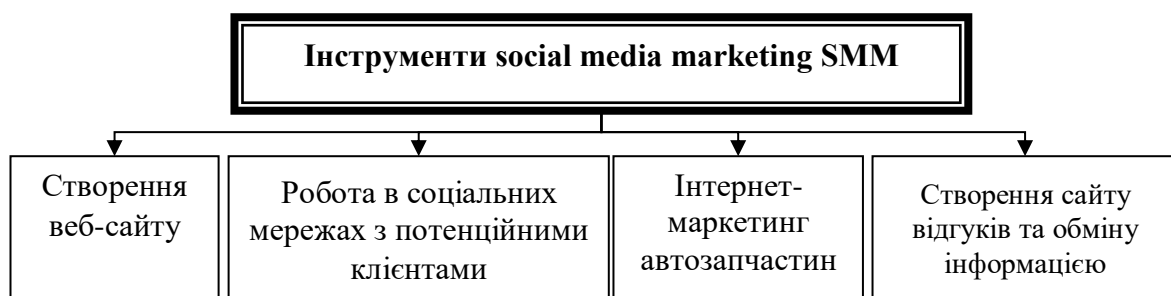 Інструменти social media marketing SMM
Створення
веб-сайту
Робота в соціальних
мережах з потенційними
клієнтами
Інтернет-
маркетинг
автозапчастин
Створення сайту
відгуків та обміну
інформацією